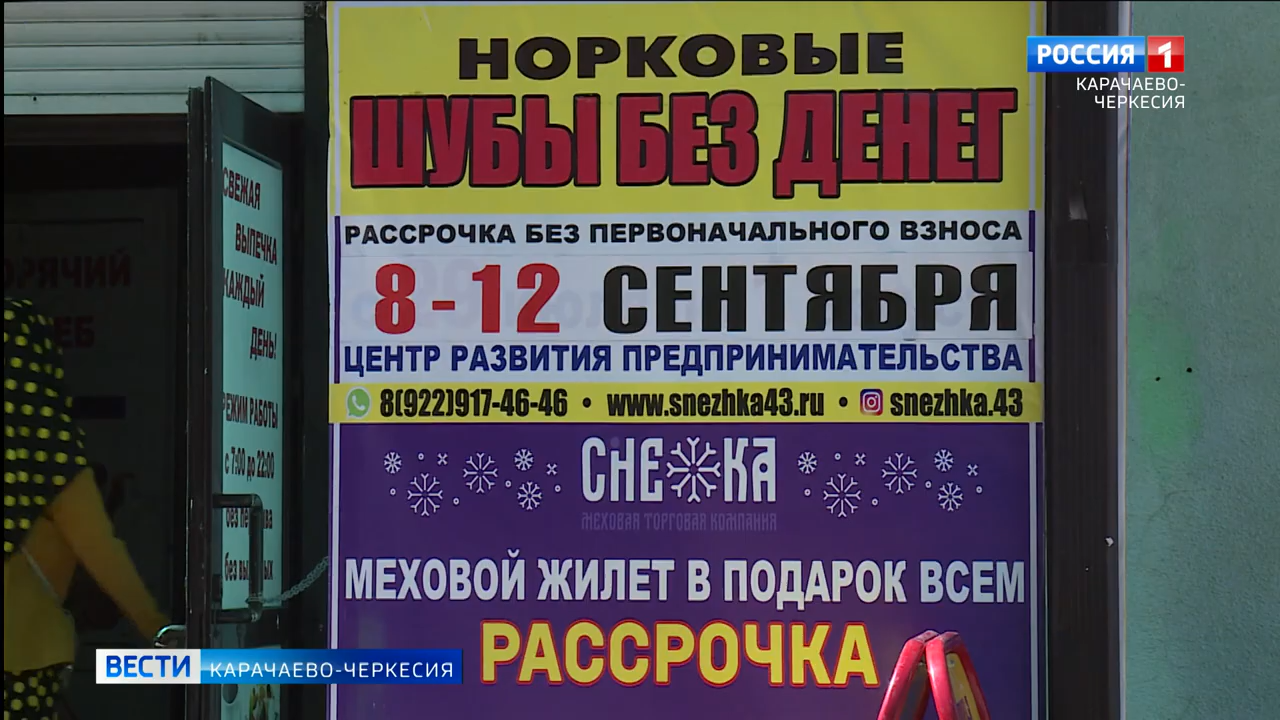 НОРКОВЫЕ
ШУБЫ БЕЗ ДЕНЕГ
РАССРОЧКА БЕЗ ПЕРВОНАЧАЛЬНОГО ВЗНОСА
8-12 СЕНТЯБРЯ
ЦЕНТР РАЗВИТИЯ ПРЕДПРИНИМАТЕЛЬСТВА
8(922)917-46-46 • www.snezhka43.ru • snezhka.43
СНЕЖКА
МЕХОВАЯ ТОРГОВАЯ КОМПАНИЯ
МЕХОВОЙ ЖИЛЕТ В ПОДАРОК ВСЕМ
РАССРОЧКА
РОССИЯ 1
КАРАЧАЕВО-
ЧЕРКЕСИЯ
СВЕЖАЯ
ВЫПЕЧКА
КАЖДЫЙ
ДЕНЬ!
РЕЖИМ РАБОТЫ
с 7:00 до 22:00
без
без
ВЕСТИ КАРАЧАЕВО-ЧЕРКЕСИЯ